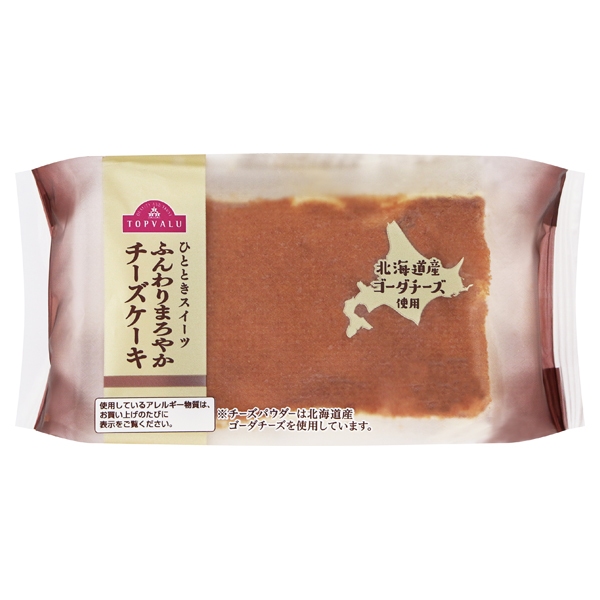 TOPVALU
ひとときスイーツ
ふんわりまろやか
チーズケーキ
北海道産
ゴーダチーズ
使用
使用しているアレルギー物質は、
お買い上げのたびに
表示をご覧ください。
※チーズパウダーは北海道産
ゴーダチーズを使用しています。